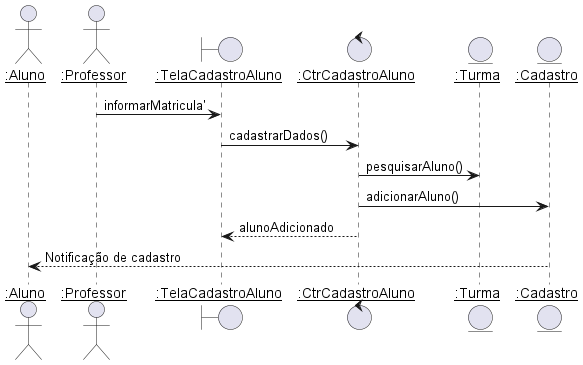 :Aluno :Professor :TelaCadastroAluno :CtrCadastroAluno :Turma :Cadastro
informarMatricula'
cadastrarDados()
pesquisarAluno()
adicionarAluno()
alunoAdicionado
Notificação de cadastro
:Aluno :Professor :TelaCadastroAluno :CtrCadastroAluno :Turma :Cadastro